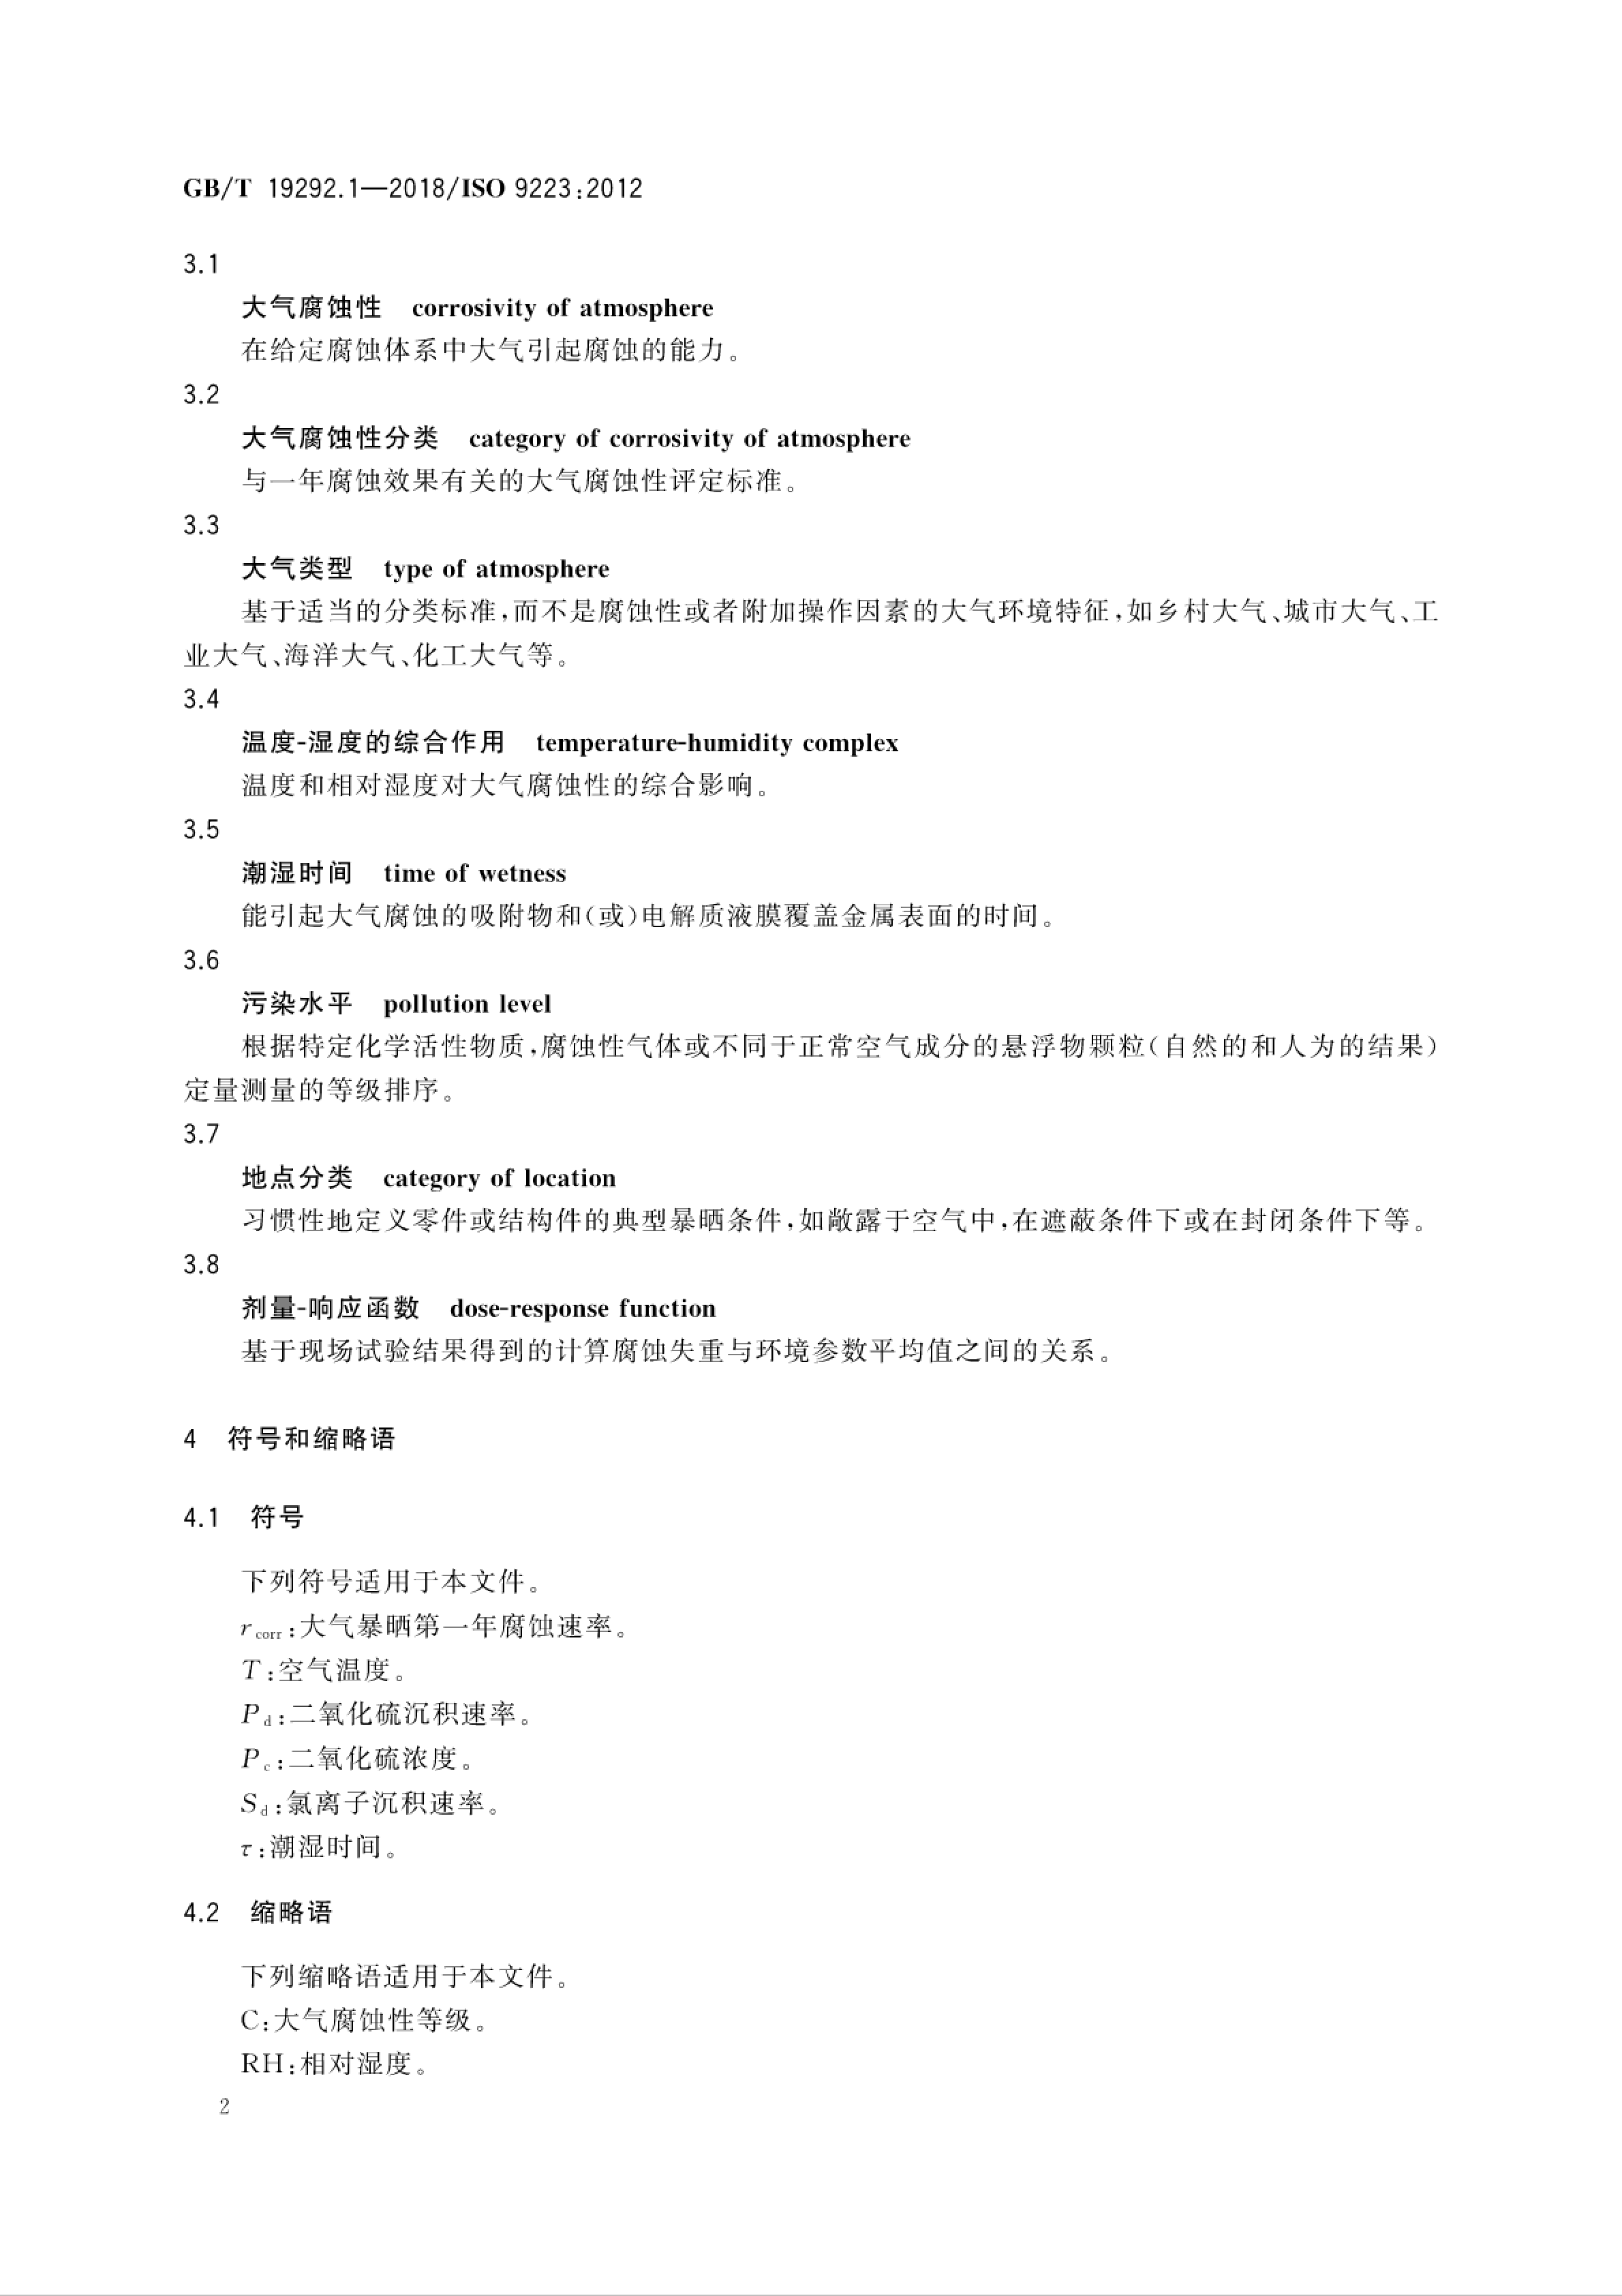 GB/T 19292.1—2018/ISO 9223:2012
3.1
大气腐蚀性 corrosivity of atmosphere
在给定腐蚀体系中大气引起腐蚀的能力。
3.2
大气腐蚀性分类 category of corrosivity of atmosphere
与一年腐蚀效果有关的大气腐蚀性评定标准。
3.3
大气类型 type of atmosphere
基于适当的分类标准,而不是腐蚀性或者附加操作因素的大气环境特征,如乡村大气、城市大气、工
业大气、海洋大气、化工大气等。
3.4
温度-湿度的综合作用 temperature-humidity complex
温度和相对湿度对大气腐蚀性的综合影响。
3.5
潮湿时间 time of wetness
能引起大气腐蚀的吸附物和(或)电解质液膜覆盖金属表面的时间。
3.6
污染水平 pollution level
根据特定化学活性物质,腐蚀性气体或不同于正常空气成分的悬浮物颗粒(自然的和人为的结果)
定量测量的等级排序。
3.7
地点分类 category of location
习惯性地定义零件或结构件的典型暴晒条件,如敞露于空气中,在遮蔽条件下或在封闭条件下等。
3.8
剂量-响应函数 dose-response function
基于现场试验结果得到的计算腐蚀失重与环境参数平均值之间的关系。
4 符号和缩略语
4.1 符号
下列符号适用于本文件。
r corr:大气暴晒第一年腐蚀速率。
T:空气温度。
P d:二氧化硫沉积速率。
P c:二氧化硫浓度。
S d:氯离子沉积速率。
τ:潮湿时间。
4.2 缩略语
下列缩略语适用于本文件。
C:大气腐蚀性等级。
RH:相对湿度。
2